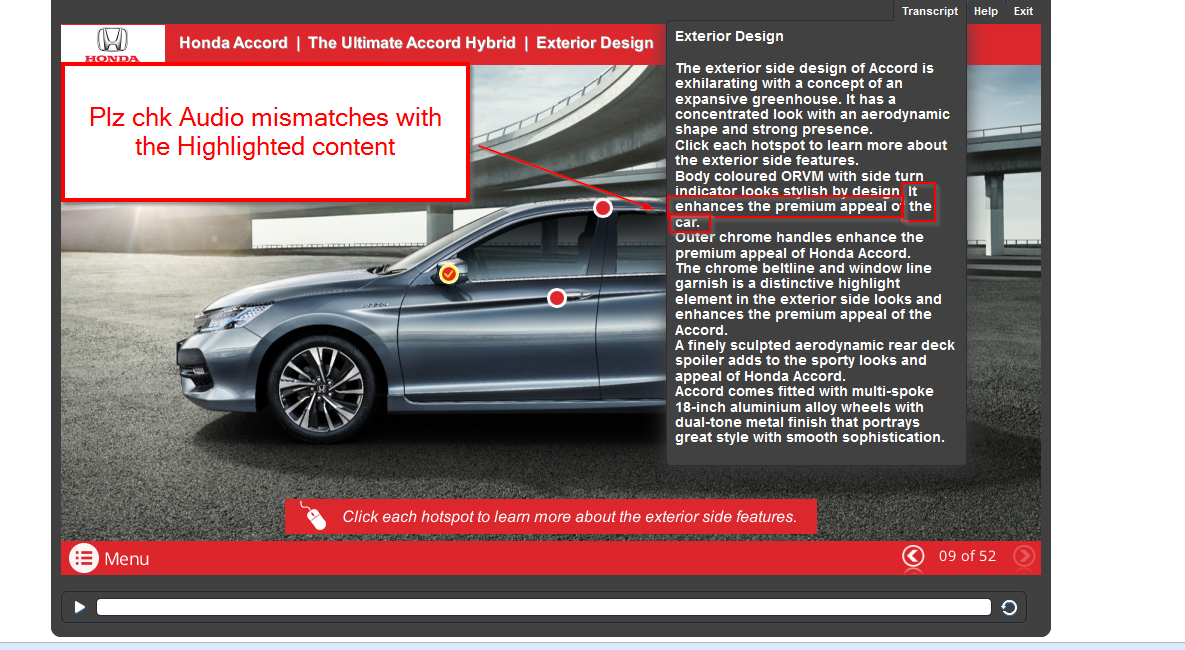 Transcript Help Exit
HONDA
Honda Accord | The Ultimate Accord Hybrid | Exterior Design
Plz chk Audio mismatches with
the Highlighted content
Exterior Design
The exterior side design of Accord is
exhilarating with a concept of an
expansive greenhouse. It has a
concentrated look with an aerodynamic
shape and strong presence.
Click each hotspot to learn more about
the exterior side features.
Body coloured ORVM with side turn
indicator looks stylish by design. It
enhances the premium appeal of the
car.
Outer chrome handles enhance the
premium appeal of Honda Accord.
The chrome beltline and window line
garnish is a distinctive highlight
element in the exterior side looks and
enhances the premium appeal of the
Accord.
A finely sculpted aerodynamic rear deck
spoiler adds to the sporty looks and
appeal of Honda Accord.
Accord comes fitted with multi-spoke
18-inch aluminium alloy wheels with
dual-tone metal finish that portrays
great style with smooth sophistication.
Click each hotspot to learn more about the exterior side features.
Menu
09 of 52